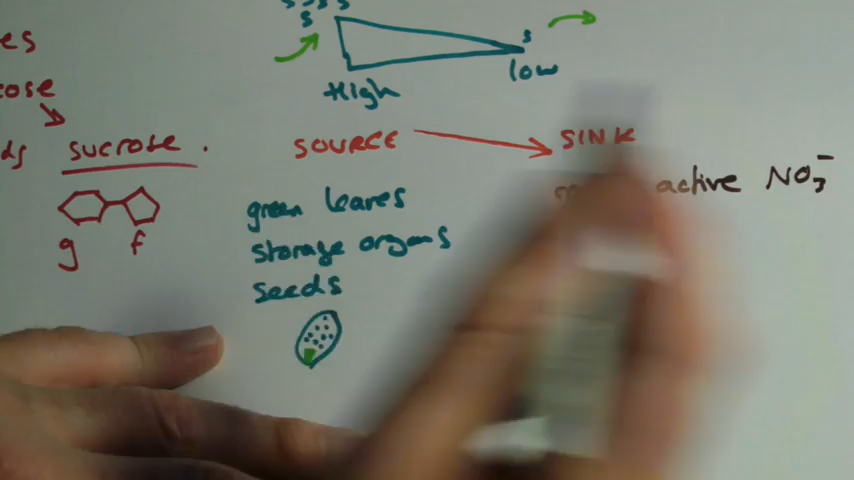 s
s
High
low
es
ose
ds sucrose .
SOURCE
SINK
active NO3-
g f
green leaves
storage organs
seeds